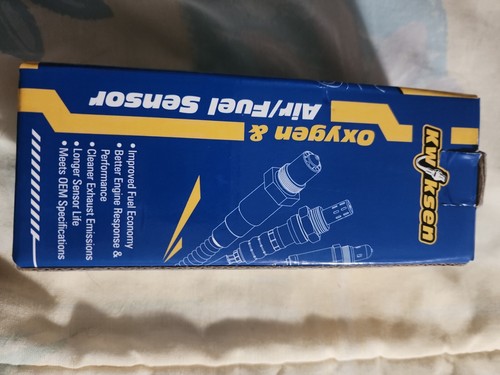 Kwiksen
Oxygen &
Air/Fuel Sensor
• Improved Fuel Economy
• Better Engine Response &
Performance
• Cleaner Exhaust Emissions
• Longer Sensor Life
• Meets OEM Specifications